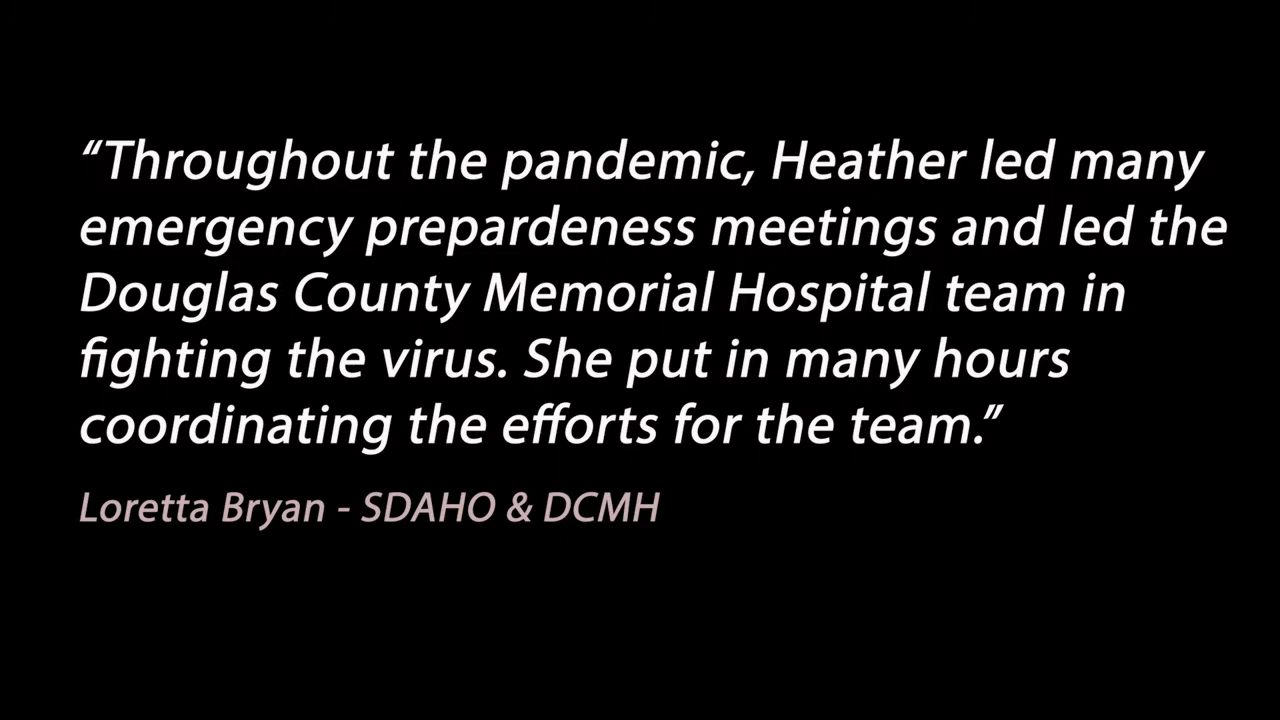 “Throughout the pandemic, Heather led many
emergency prepardeness meetings and led the
Douglas County Memorial Hospital team in
fighting the virus. She put in many hours
coordinating the efforts for the team.”
Loretta Bryan - SDAHO & DCMH